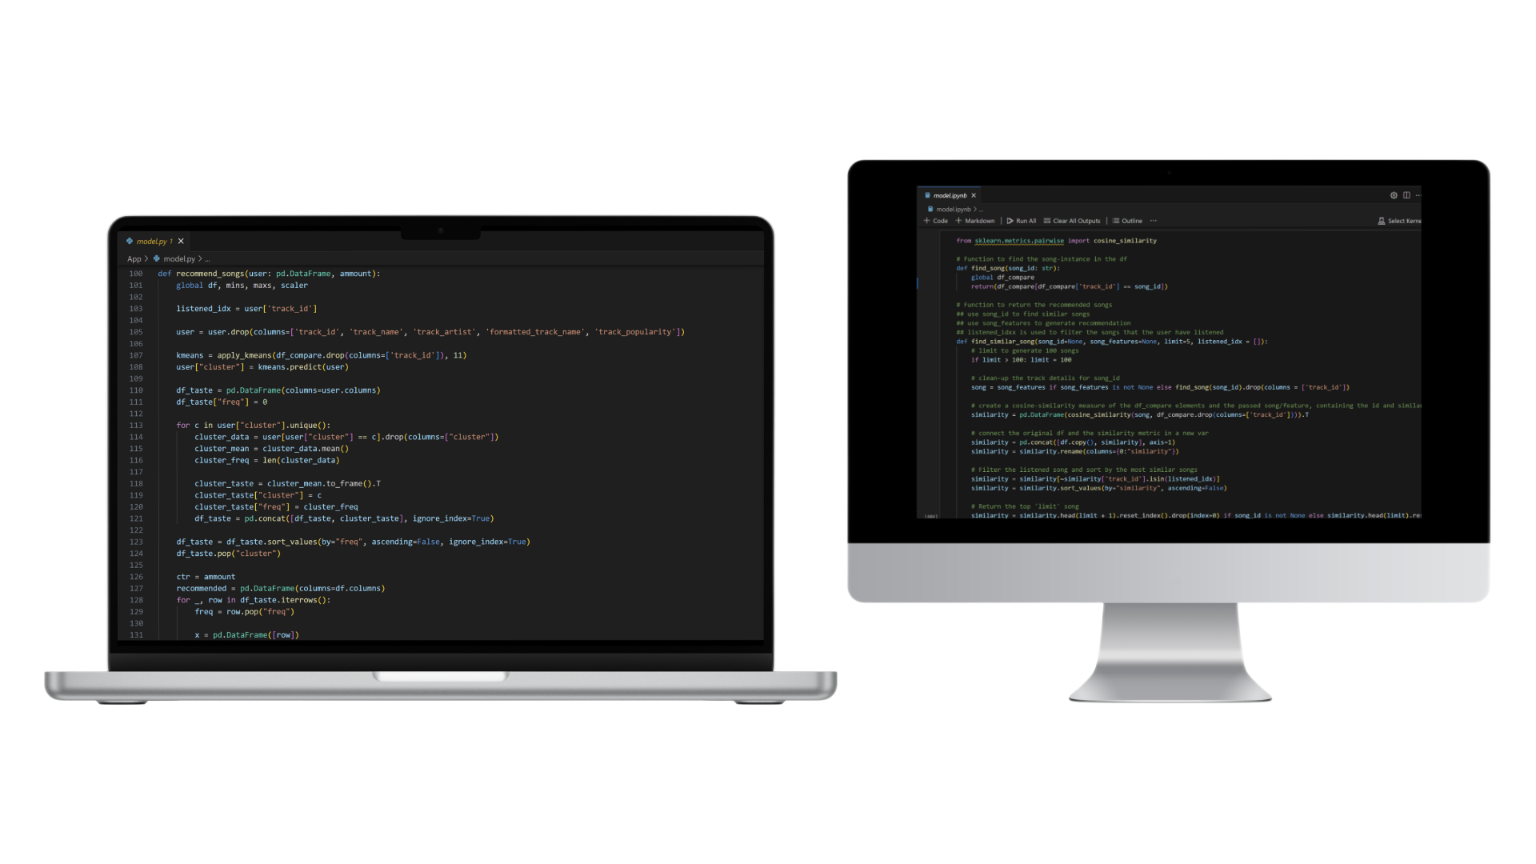 model.py 1 ×
App > model.py > ...
100 def recommend_songs(user: pd.DataFrame, ammount):
101 global df, mins, maxs, scaler
102
103 listened_idx = user['track_id']
104
105 user = user.drop(columns=['track_id', 'track_name', 'track_artist', 'formatted_track_name', 'track_popularity'])
106
107 kmeans = apply_kmeans(df_compare.drop(columns=['track_id']), 11)
108 user["cluster"] = kmeans.predict(user)
109
110 df_taste = pd.DataFrame(columns=user.columns)
111 df_taste["freq"] = 0
112
113 for c in user["cluster"].unique():
114 cluster_data = user[user["cluster"] == c].drop(columns=["cluster"])
115 cluster_mean = cluster_data.mean()
116 cluster_freq = len(cluster_data)
117
118 cluster_taste = cluster_mean.to_frame().T
119 cluster_taste["cluster"] = c
120 cluster_taste["freq"] = cluster_freq
121 df_taste = pd.concat([df_taste, cluster_taste], ignore_index=True)
122
123 df_taste = df_taste.sort_values(by="freq", ascending=False, ignore_index=True)
124 df_taste.pop("cluster")
125
126 ctr = ammount
127 recommended = pd.DataFrame(columns=df.columns)
128 for _, row in df_taste.iterrows():
129 freq = row.pop("freq")
130
131 x = pd.DataFrame([row])
model.ipynb ×
model.ipynb > ...
+ Code + Markdown | Run All Clear All Outputs | Outline ... Select Kerne
from sklearn.metrics.pairwise import cosine_similarity
# Function to find the song-instance in the df
def find_song(song_id: str):
global df_compare
return(df_compare[df_compare['track_id'] == song_id])
# Function to return the recommended songs
## use song_id to find similar songs
## use song_features to generate recommendation
## listened_idxs is used to filter the songs that the user have listened
def find_similar_song(song_id=None, song_features=None, limit=5, listened_idx = []):
# limit to generate 100 songs
if limit > 100: limit = 100
# clean-up the track details for song_id
song = song_features if song_features is not None else find_song(song_id).drop(columns = ['track_id'])
# create a cosine-similarity measure of the df_compare elements and the passed song/feature, containing the id and similar
similarity = pd.DataFrame(cosine_similarity(song, df_compare.drop(columns=['track_id']))).T
# connect the original df and the similarity metric in a new var
similarity = pd.concat([df.copy(), similarity], axis=1)
similarity = similarity.rename(columns={0:"similarity"})
# Filter the listened song and sort by the most similar songs
similarity = similarity[~similarity['track_id'].isin(listened_idx)]
similarity = similarity.sort_values(by="similarity", ascending=False)
# Return the top 'limit' song
similarity = similarity.head(limit + 1).reset_index().drop(index=0) if song_id is not None else similarity.head(limit).re